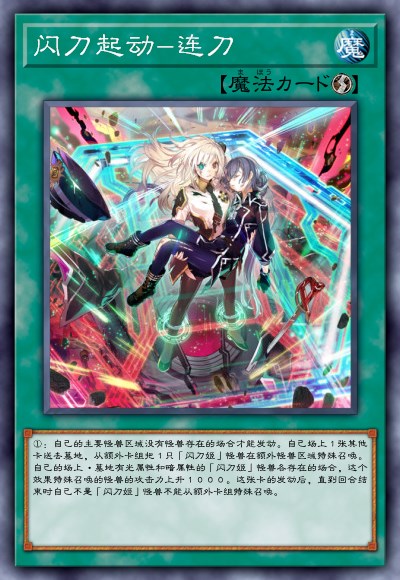 闪刀起动-连刀
魔
【魔法カード】
ま ほう
①：自己的主要怪兽区域没有怪兽存在的场合才能发动。自己场上1张其他
卡送去墓地，从额外卡组把1只「闪刀姬」怪兽在额外怪兽区域特殊召唤。
自己的场上·墓地有光属性和暗属性的「闪刀姬」怪兽各存在的场合，这个
效果特殊召唤的怪兽的攻击力上升1000。这张卡的发动后，直到回合结
束时自己不是「闪刀姬」怪兽不能从额外卡组特殊召唤。